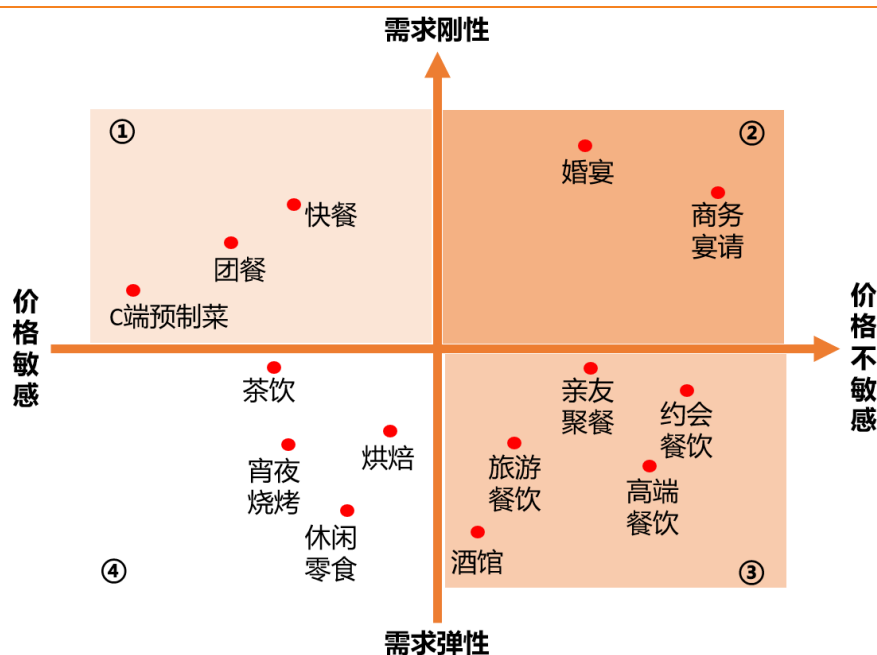 需求刚性
①
②
婚宴
商务
宴请
快餐
团餐
C端预制菜
价格敏感
价格不敏感
茶饮
亲友
聚餐
约会
餐饮
烘焙
宵夜
烧烤
旅游
餐饮
高端
餐饮
休闲
零食
酒馆
④
③
需求弹性